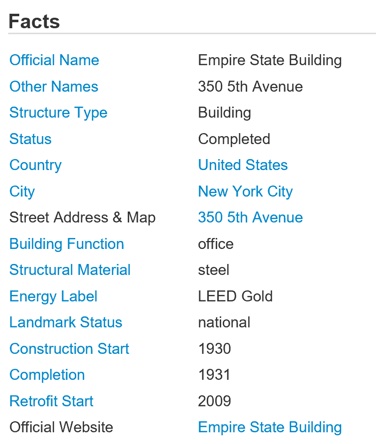 Facts
Official Name Empire State Building
Other Names 350 5th Avenue
Structure Type Building
Status Completed
Country United States
City New York City
Street Address & Map 350 5th Avenue
Building Function office
Structural Material steel
Energy Label LEED Gold
Landmark Status national
Construction Start 1930
Completion 1931
Retrofit Start 2009
Official Website Empire State Building